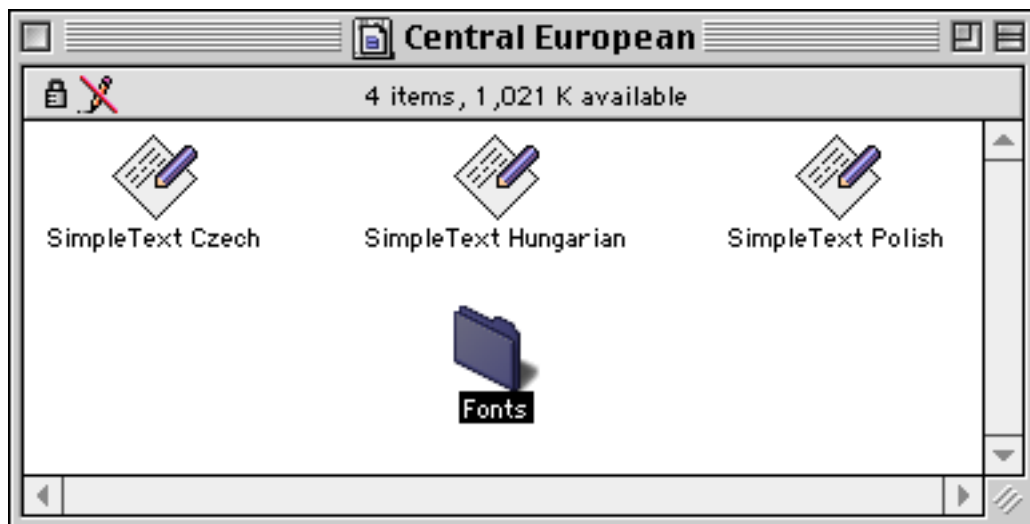 Central European
4 items, 1,021 K available
SimpleText Czech
SimpleText Hungarian
SimpleText Polish
Fonts